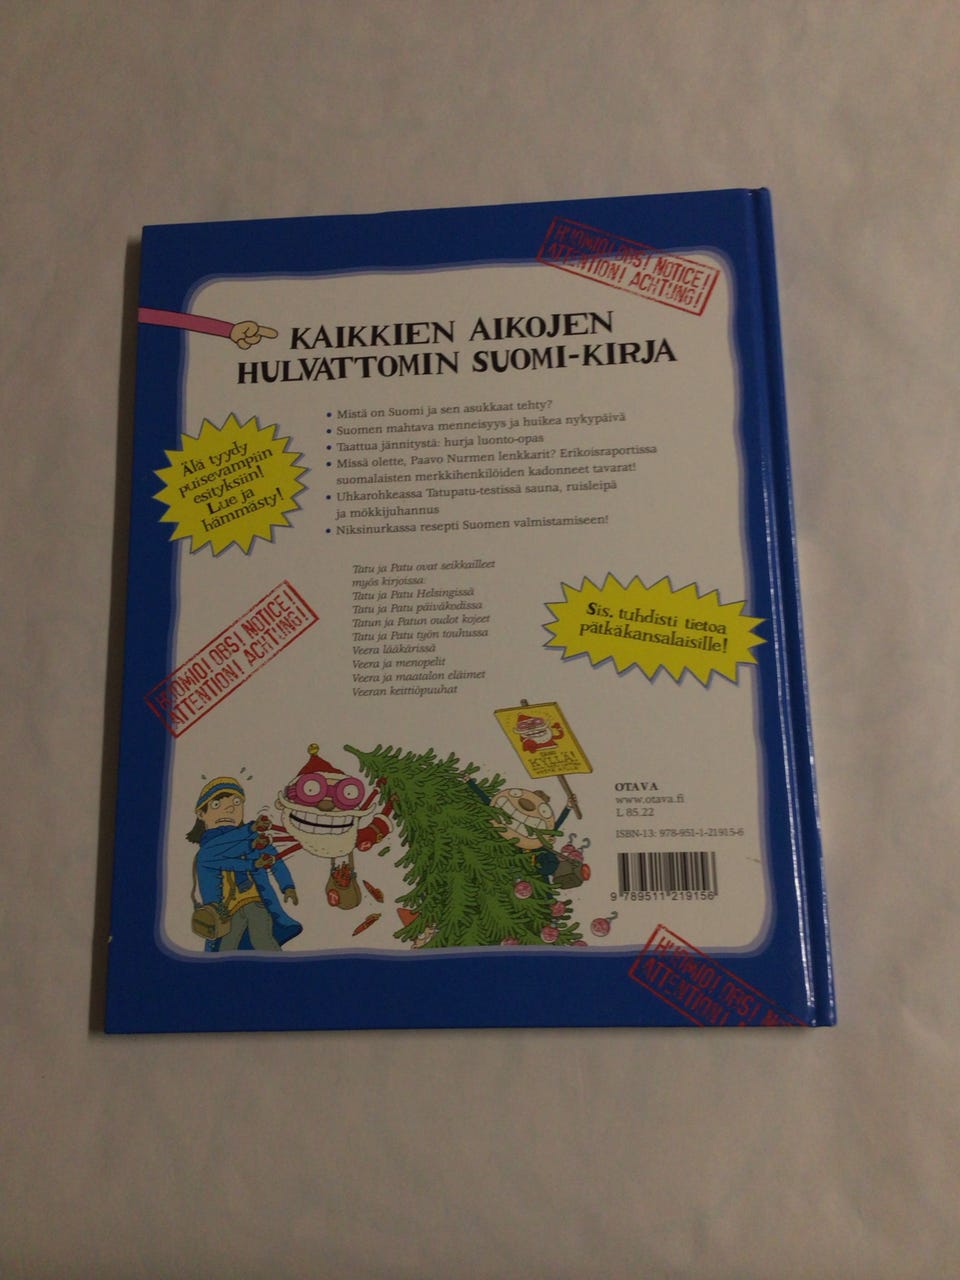 HUOMIO! OBS! NOTICE!
ATTENTION! ACHTUNG!
KAIKKIEN AIKOJEN
HULVATTOMIN SUOMI-KIRJA
• Mistä on Suomi ja sen asukkaat tehty?
• Suomen mahtava menneisyys ja huikea nykypäivä
• Taattua jännitystä: hurja luonto-opas
• Missä olette, Paavo Nurmen lenkkarit? Erikoisraportissa
suomalaisten merkkihenkilöiden kadonneet tavarat!
• Uhkarohkeassa Tatupatu-testissä sauna, ruisleipä
ja mökkijuhannus
• Niksinurkassa resepti Suomen valmistamiseen!
Älä tyydy
puisevampiin
esityksiin!
Lue ja
hämmästy!
Tatu ja Patu ovat seikkailleet
myös kirjoissa:
Tatu ja Patu Helsingissä
Tatu ja Patu päiväkodissa
Tatun ja Patun oudot kojeet
Tatu ja Patu työn touhussa
Veera lääkärissä
Veera ja menopelit
Veera ja maatalon eläimet
Veeran keittiöpuuhat
Sis. tuhdisti tietoa
pätkäkansalaisille!
HUOMIO! OBS! NOTICE!
ATTENTION! ACHTUNG!
KYLLÄ!
OTAVA
www.otava.fi
L 85.22
ISBN-13: 978-951-1-21915-6
9 789511 219156
HUOMIO! OBS! NOT
ATTENTION! A